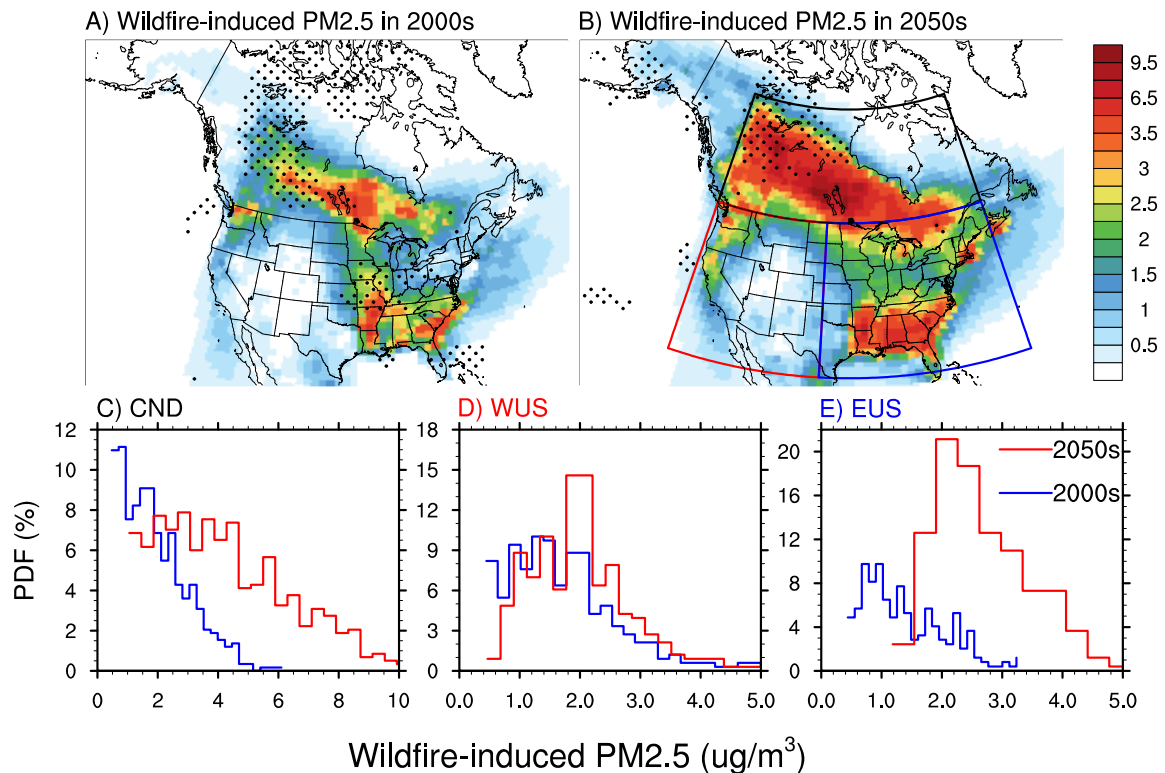 A) Wildfire-induced PM2.5 in 2000s
B) Wildfire-induced PM2.5 in 2050s
9.5
6.5
3.5
3
2.5
2
1.5
1
0.5
C) CND
D) WUS
E) EUS
12
10
8
6
4
2
0
0 2 4 6 8 10
18
15
12
9
6
3
0
0.0 1.0 2.0 3.0 4.0 5.0
20
16
12
8
4
0
0.0 1.0 2.0 3.0 4.0 5.0
2050s
2000s
PDF (%)
Wildfire-induced PM2.5 (ug/m³)